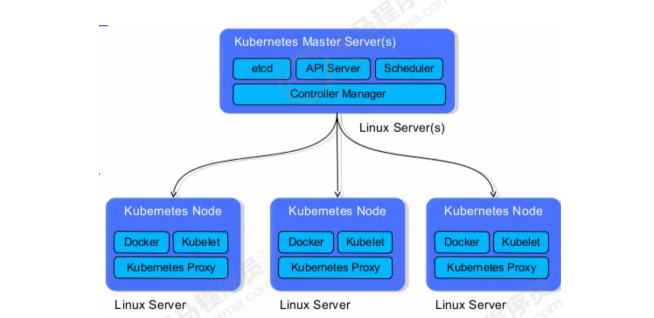 Kubernetes Master Server(s)
etcd API Server Scheduler
Controller Manager
Linux Server(s)
Kubernetes Node Kubernetes Node Kubernetes Node
Docker Kubelet Docker Kubelet Docker Kubelet
Kubernetes Proxy Kubernetes Proxy Kubernetes Proxy
Linux Server Linux Server Linux Server